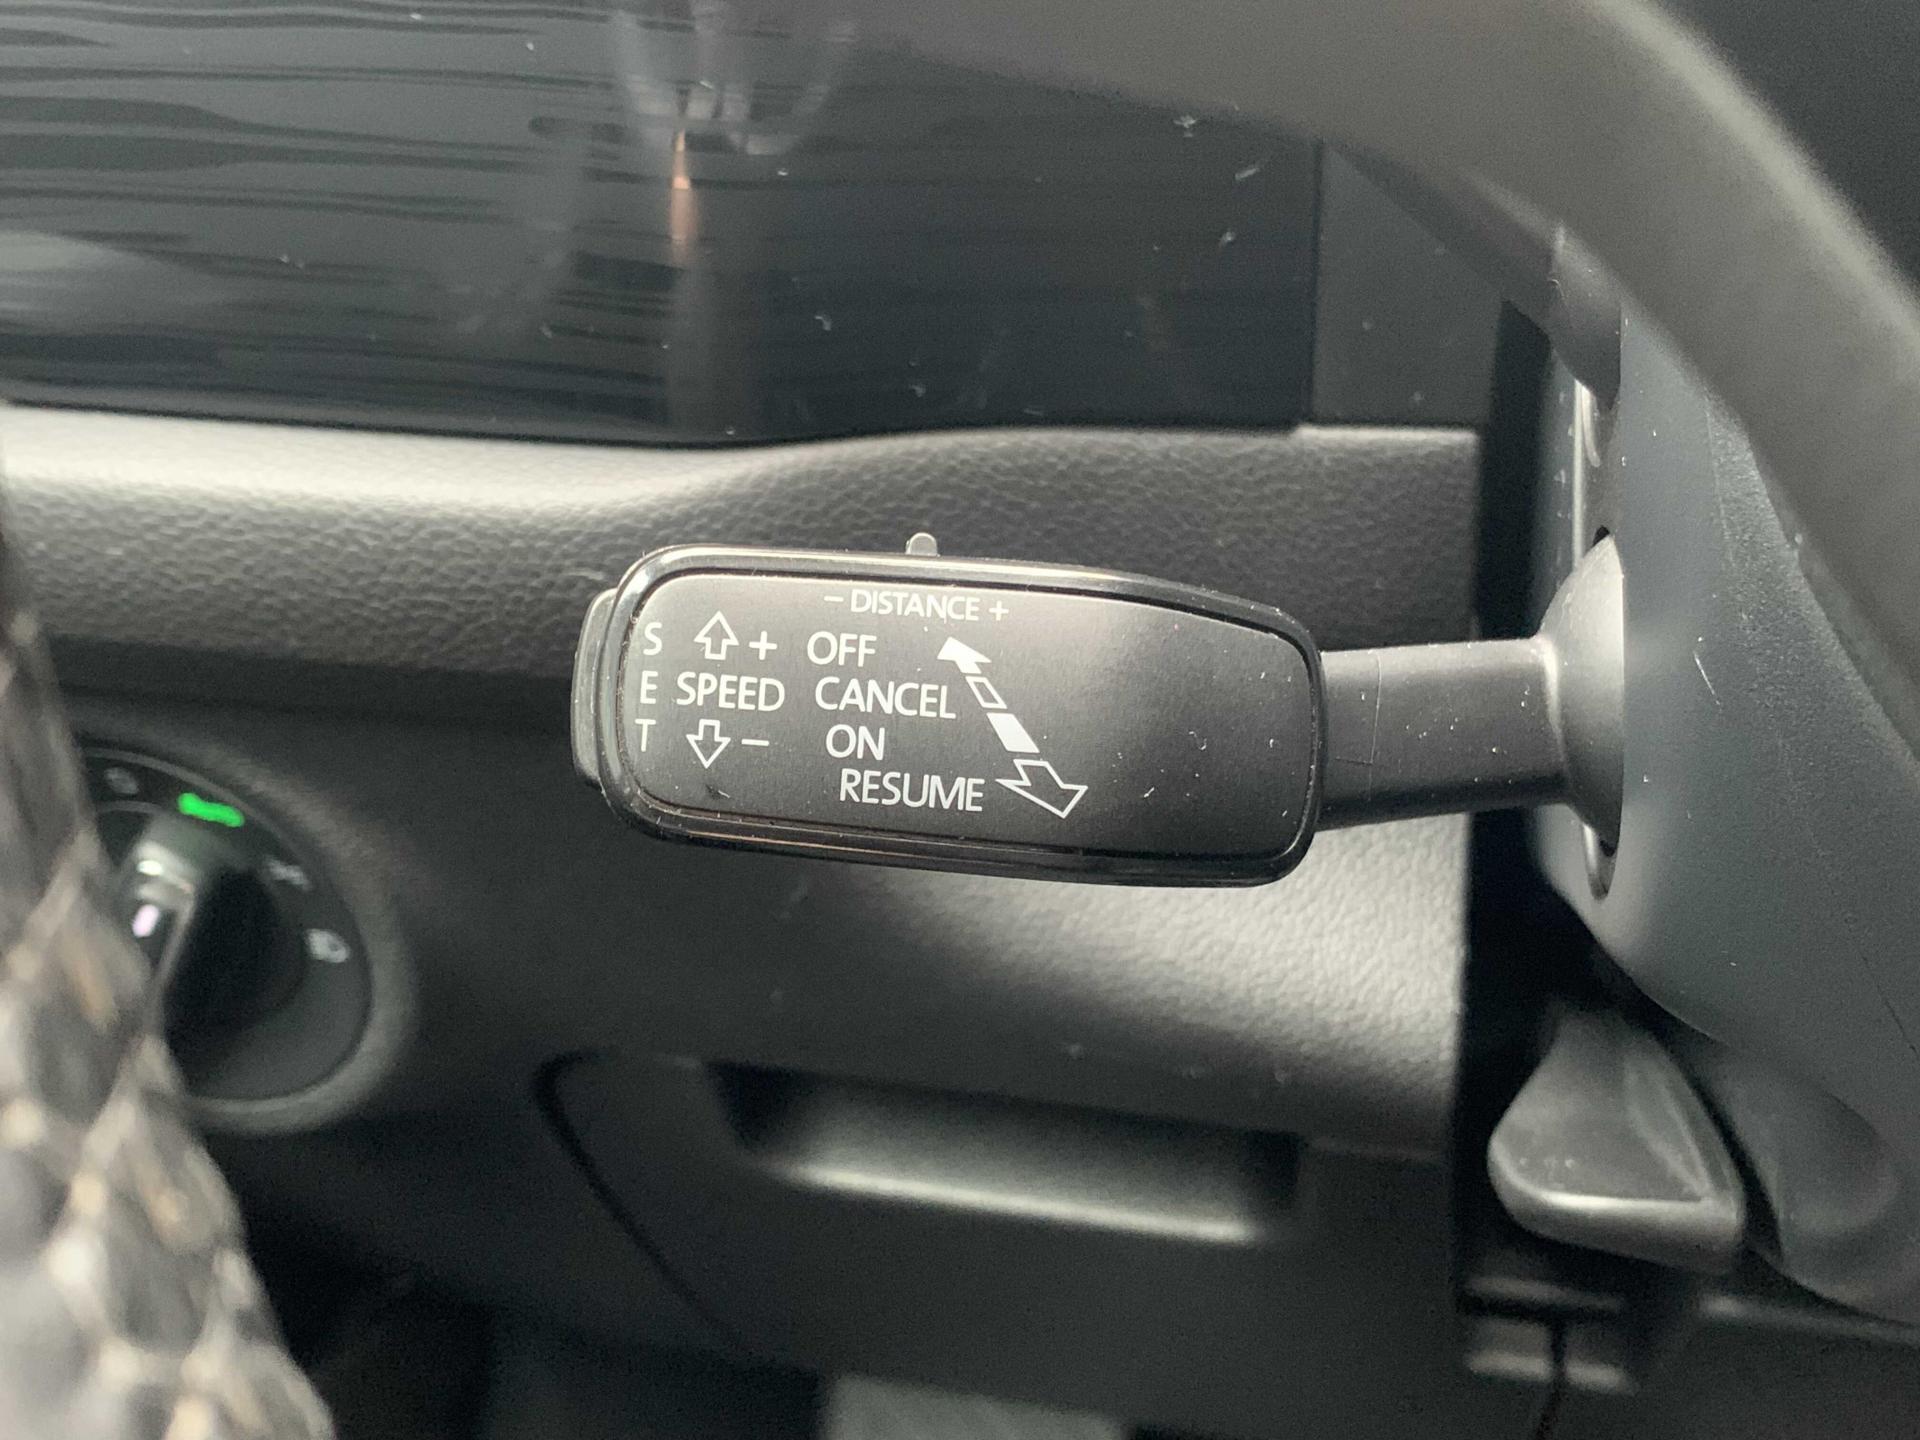 – DISTANCE +
S
E
T
+
SPEED
–
OFF
CANCEL
ON
RESUME